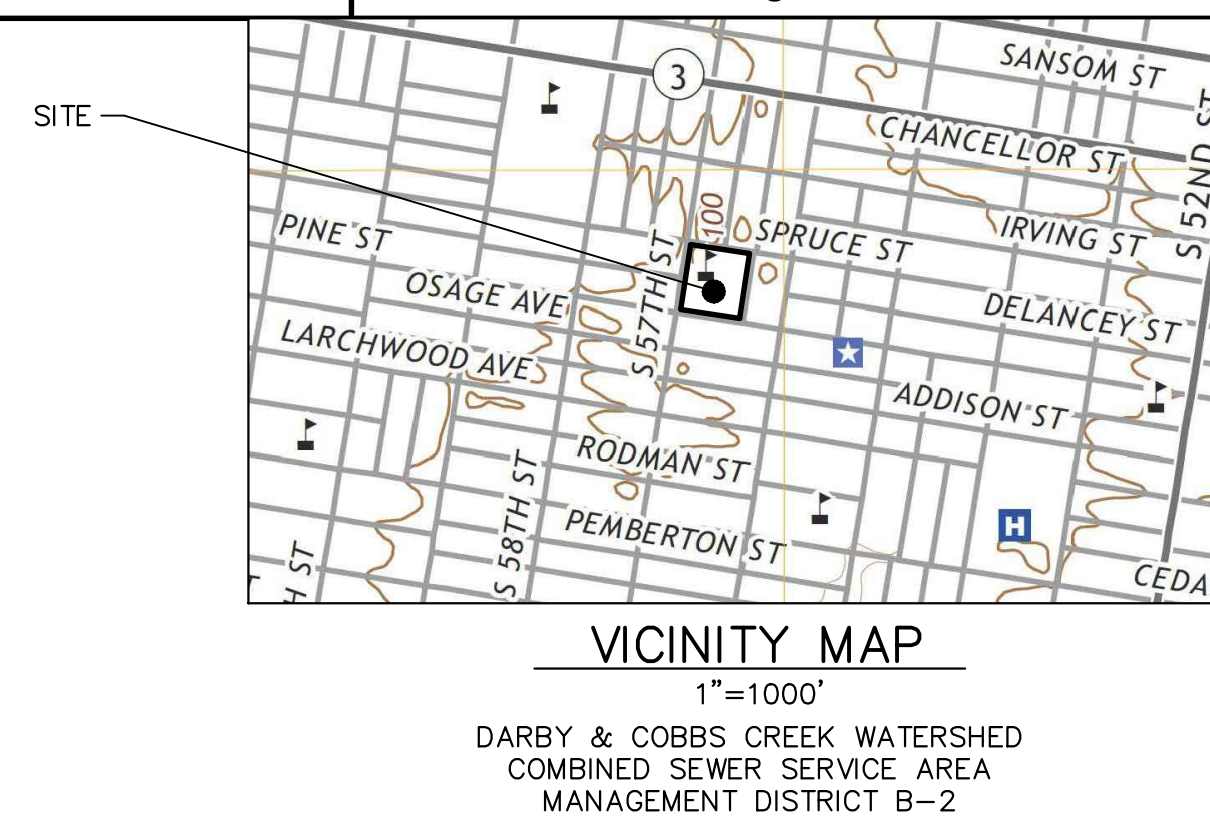 SITE
3
SANSOM ST
CHANCELLOR ST
S 52ND ST
100
PINE ST
SPRUCE ST
IRVING ST
OSAGE AVE
S 57TH ST
DELANCEY ST
LARCHWOOD AVE
ADDISON ST
RODMAN ST
S 58TH ST
PEMBERTON ST
H
H ST
CEDA
VICINITY MAP
1"=1000'
DARBY & COBBS CREEK WATERSHED
COMBINED SEWER SERVICE AREA
MANAGEMENT DISTRICT B-2